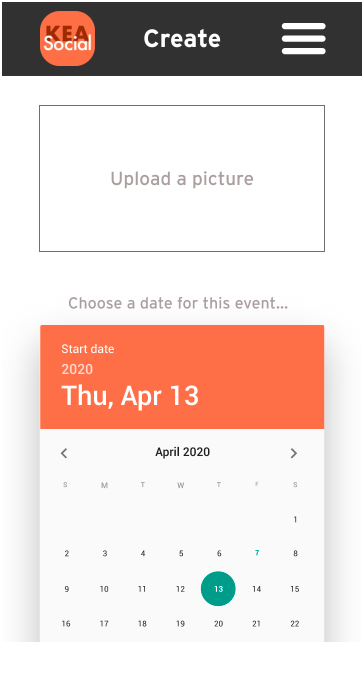 KEA
Social
Create
Upload a picture
Choose a date for this event...
Start date
2020
Thu, Apr 13
April 2020
S M T W T F S
1
2 3 4 5 6 7 8
9 10 11 12 13 14 15
16 17 18 19 20 21 22